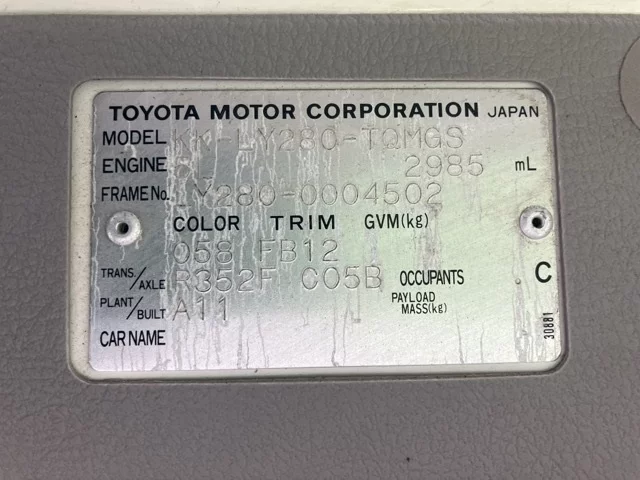 TOYOTA MOTOR CORPORATION JAPAN
MODEL KK-LY280-TQMGS
ENGINE 5L 2985 mL
FRAME No. LY280-0004502
COLOR TRIM GVM(kg)
058 FB12
TRANS./AXLE R352F C05B OCCUPANTS C
PLANT/BUILT A11 PAYLOAD MASS(kg)
CAR NAME
30881